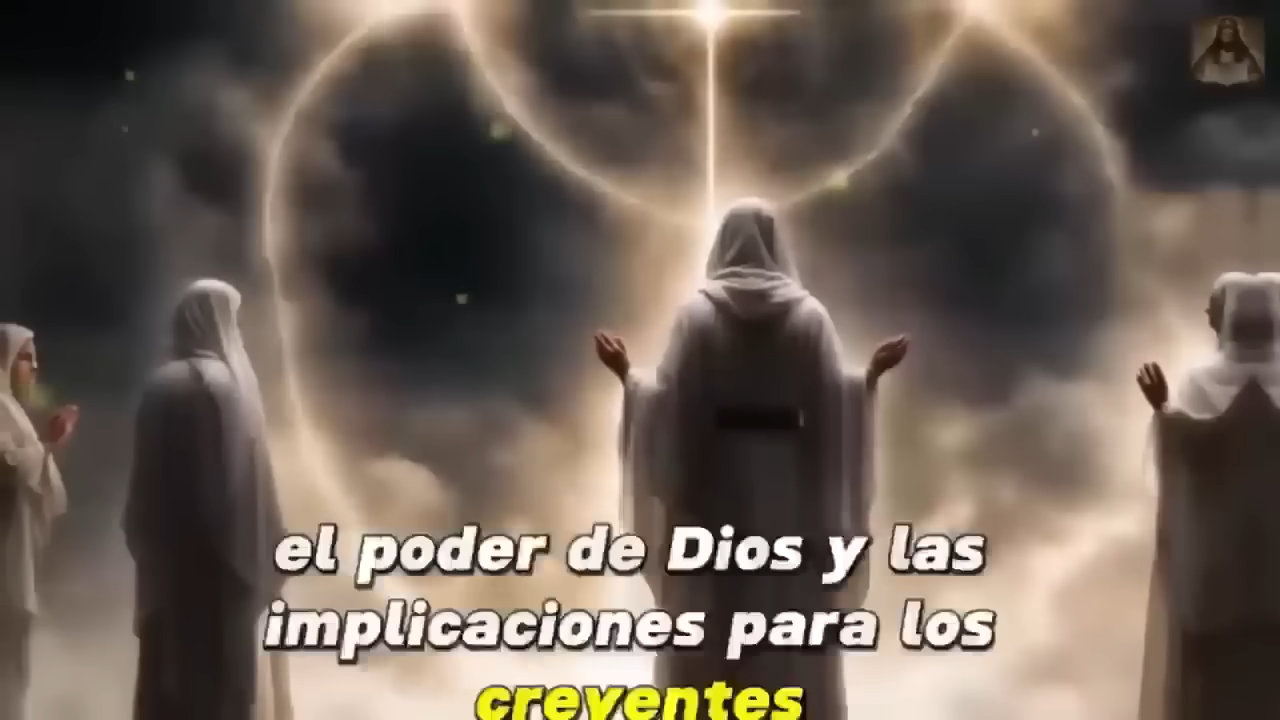 el poder de Dios y las
implicaciones para los
creyentes